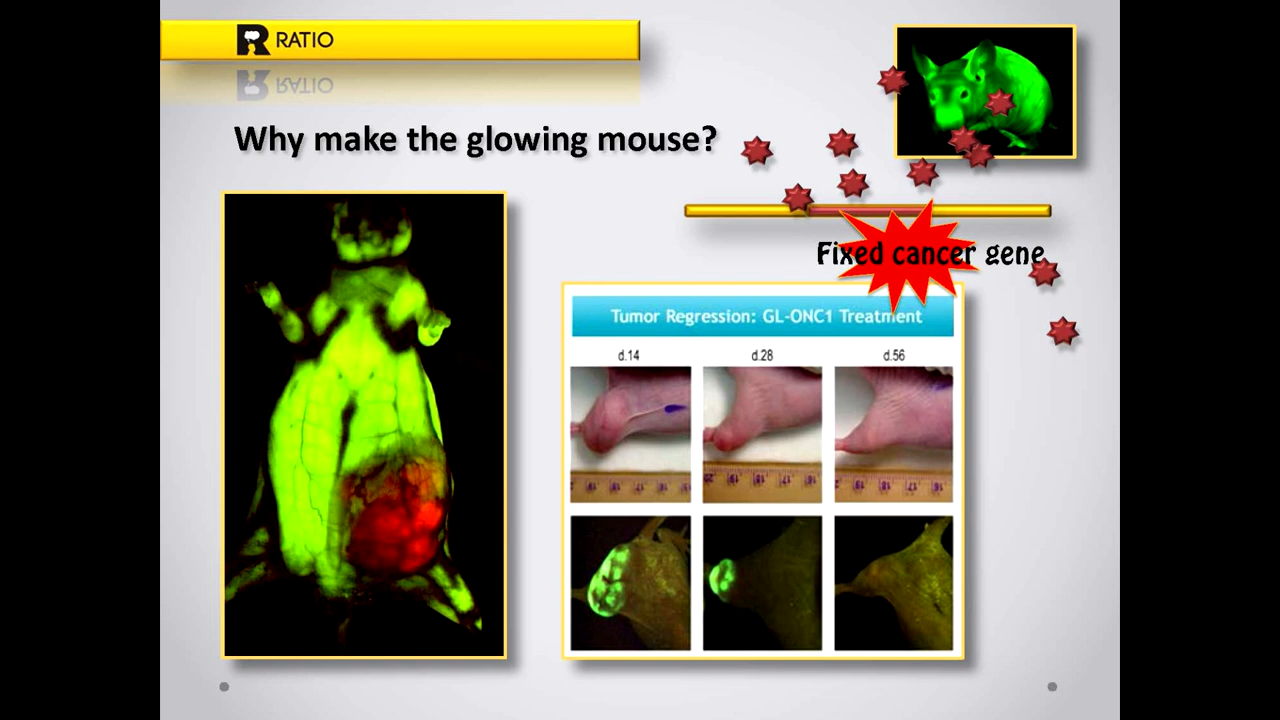 RATIO
Why make the glowing mouse?
Fixed cancer gene
Tumor Regression: GL-ONC1 Treatment
d.14 d.28 d.56